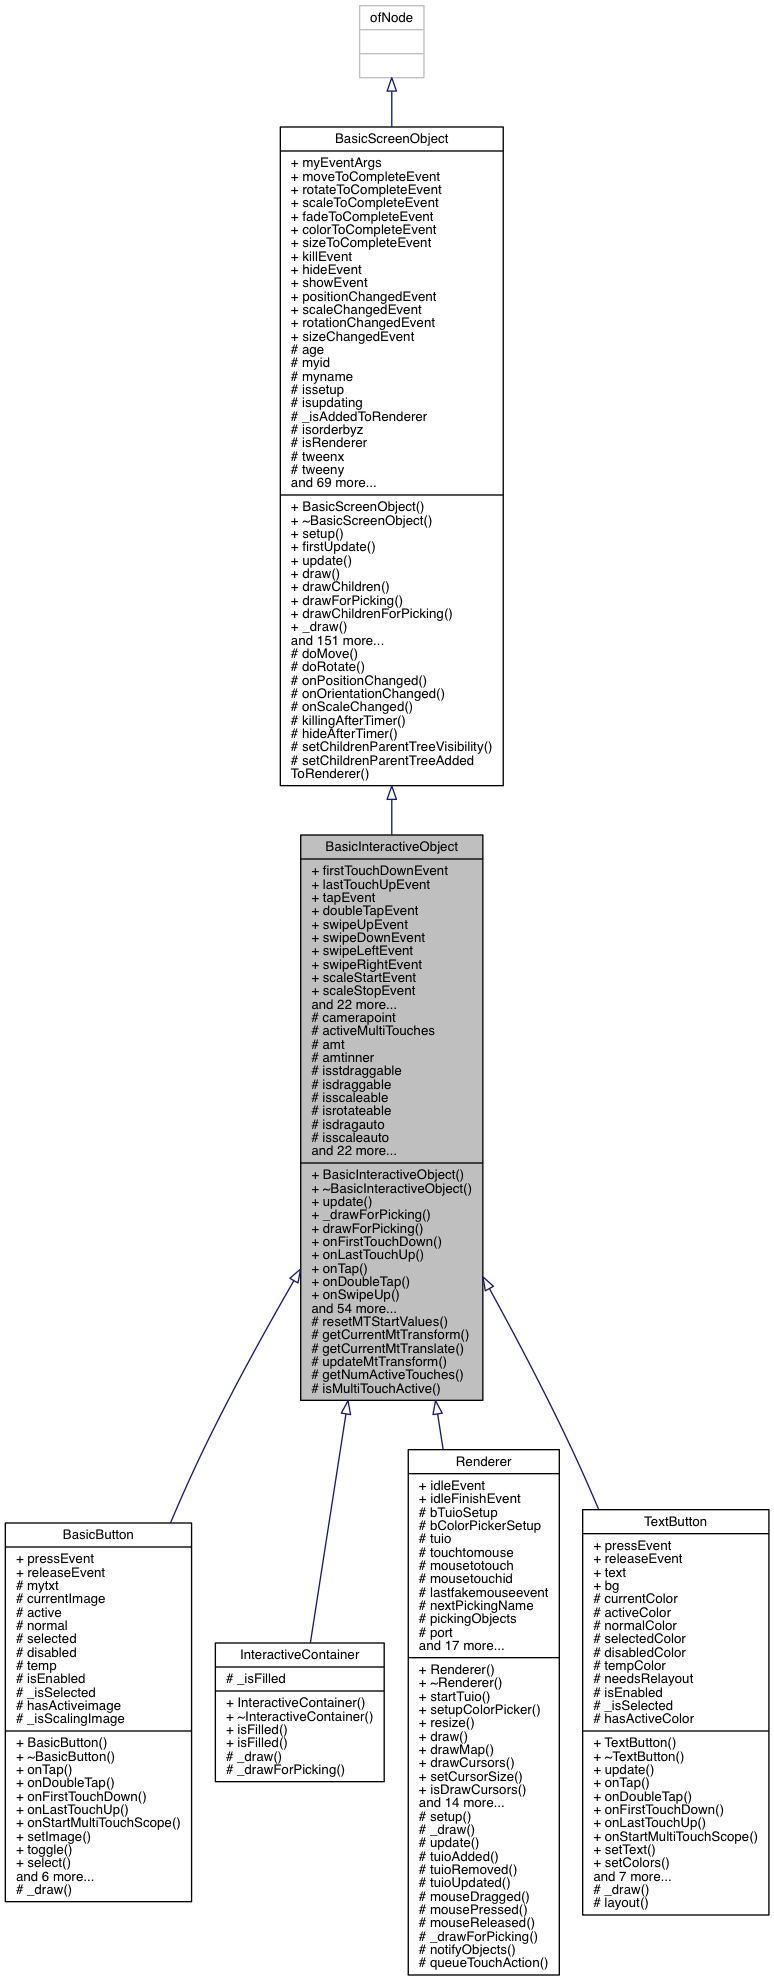 ofNode
BasicScreenObject
+ myEventArgs
+ moveToCompleteEvent
+ rotateToCompleteEvent
+ scaleToCompleteEvent
+ fadeToCompleteEvent
+ colorToCompleteEvent
+ sizeToCompleteEvent
+ killEvent
+ hideEvent
+ showEvent
+ positionChangedEvent
+ scaleChangedEvent
+ rotationChangedEvent
+ sizeChangedEvent
# age
# myid
# myname
# issetup
# isupdating
# _isAddedToRenderer
# isorderbyz
# isRenderer
# tweenx
# tweeny
and 69 more...
+ BasicScreenObject()
+ ~BasicScreenObject()
+ setup()
+ firstUpdate()
+ update()
+ draw()
+ drawChildren()
+ drawForPicking()
+ drawChildrenForPicking()
+ _draw()
and 151 more...
# doMove()
# doRotate()
# onPositionChanged()
# onOrientationChanged()
# onScaleChanged()
# killingAfterTimer()
# hideAfterTimer()
# setChildrenParentTreeVisibility()
# setChildrenParentTreeAdded
ToRenderer()
BasicInteractiveObject
+ firstTouchDownEvent
+ lastTouchUpEvent
+ tapEvent
+ doubleTapEvent
+ swipeUpEvent
+ swipeDownEvent
+ swipeLeftEvent
+ swipeRightEvent
+ scaleStartEvent
+ scaleStopEvent
and 22 more...
# camerapoint
# activeMultiTouches
# amt
# amtinner
# isstdraggable
# isdraggable
# isscaleable
# isrotateable
# isdragauto
# isscaleauto
and 22 more...
+ BasicInteractiveObject()
+ ~BasicInteractiveObject()
+ update()
+ _drawForPicking()
+ drawForPicking()
+ onFirstTouchDown()
+ onLastTouchUp()
+ onTap()
+ onDoubleTap()
+ onSwipeUp()
and 54 more...
# resetMTStartValues()
# getCurrentMtTransform()
# getCurrentMtTranslate()
# updateMtTransform()
# getNumActiveTouches()
# isMultiTouchActive()
BasicButton
+ pressEvent
+ releaseEvent
# mytxt
# currentImage
# active
# normal
# selected
# disabled
# temp
# isEnabled
# _isSelected
# hasActiveimage
# _isScalingImage
+ BasicButton()
+ ~BasicButton()
+ onTap()
+ onDoubleTap()
+ onFirstTouchDown()
+ onLastTouchUp()
+ onStartMultiTouchScope()
+ setImage()
+ toggle()
+ select()
and 6 more...
# _draw()
InteractiveContainer
# _isFilled
+ InteractiveContainer()
+ ~InteractiveContainer()
+ isFilled()
+ isFilled()
# _draw()
# _drawForPicking()
Renderer
+ idleEvent
+ idleFinishEvent
# bTuioSetup
# bColorPickerSetup
# tuio
# touchtomouse
# mousetotouch
# mousetouchid
# lastfakemouseevent
# nextPickingName
# pickingObjects
# port
and 17 more...
+ Renderer()
+ ~Renderer()
+ startTuio()
+ setupColorPicker()
+ resize()
+ draw()
+ drawMap()
+ drawCursors()
+ setCursorSize()
+ isDrawCursors()
and 14 more...
# setup()
# _draw()
# update()
# tuioAdded()
# tuioRemoved()
# tuioUpdated()
# mouseDragged()
# mousePressed()
# mouseReleased()
# _drawForPicking()
# notifyObjects()
# queueTouchAction()
TextButton
+ pressEvent
+ releaseEvent
+ text
+ bg
# currentColor
# activeColor
# normalColor
# selectedColor
# disabledColor
# tempColor
# needsRelayout
# isEnabled
# _isSelected
# hasActiveColor
+ TextButton()
+ ~TextButton()
+ update()
+ onTap()
+ onDoubleTap()
+ onFirstTouchDown()
+ onLastTouchUp()
+ onStartMultiTouchScope()
+ setText()
+ setColors()
and 7 more...
# _draw()
# layout()